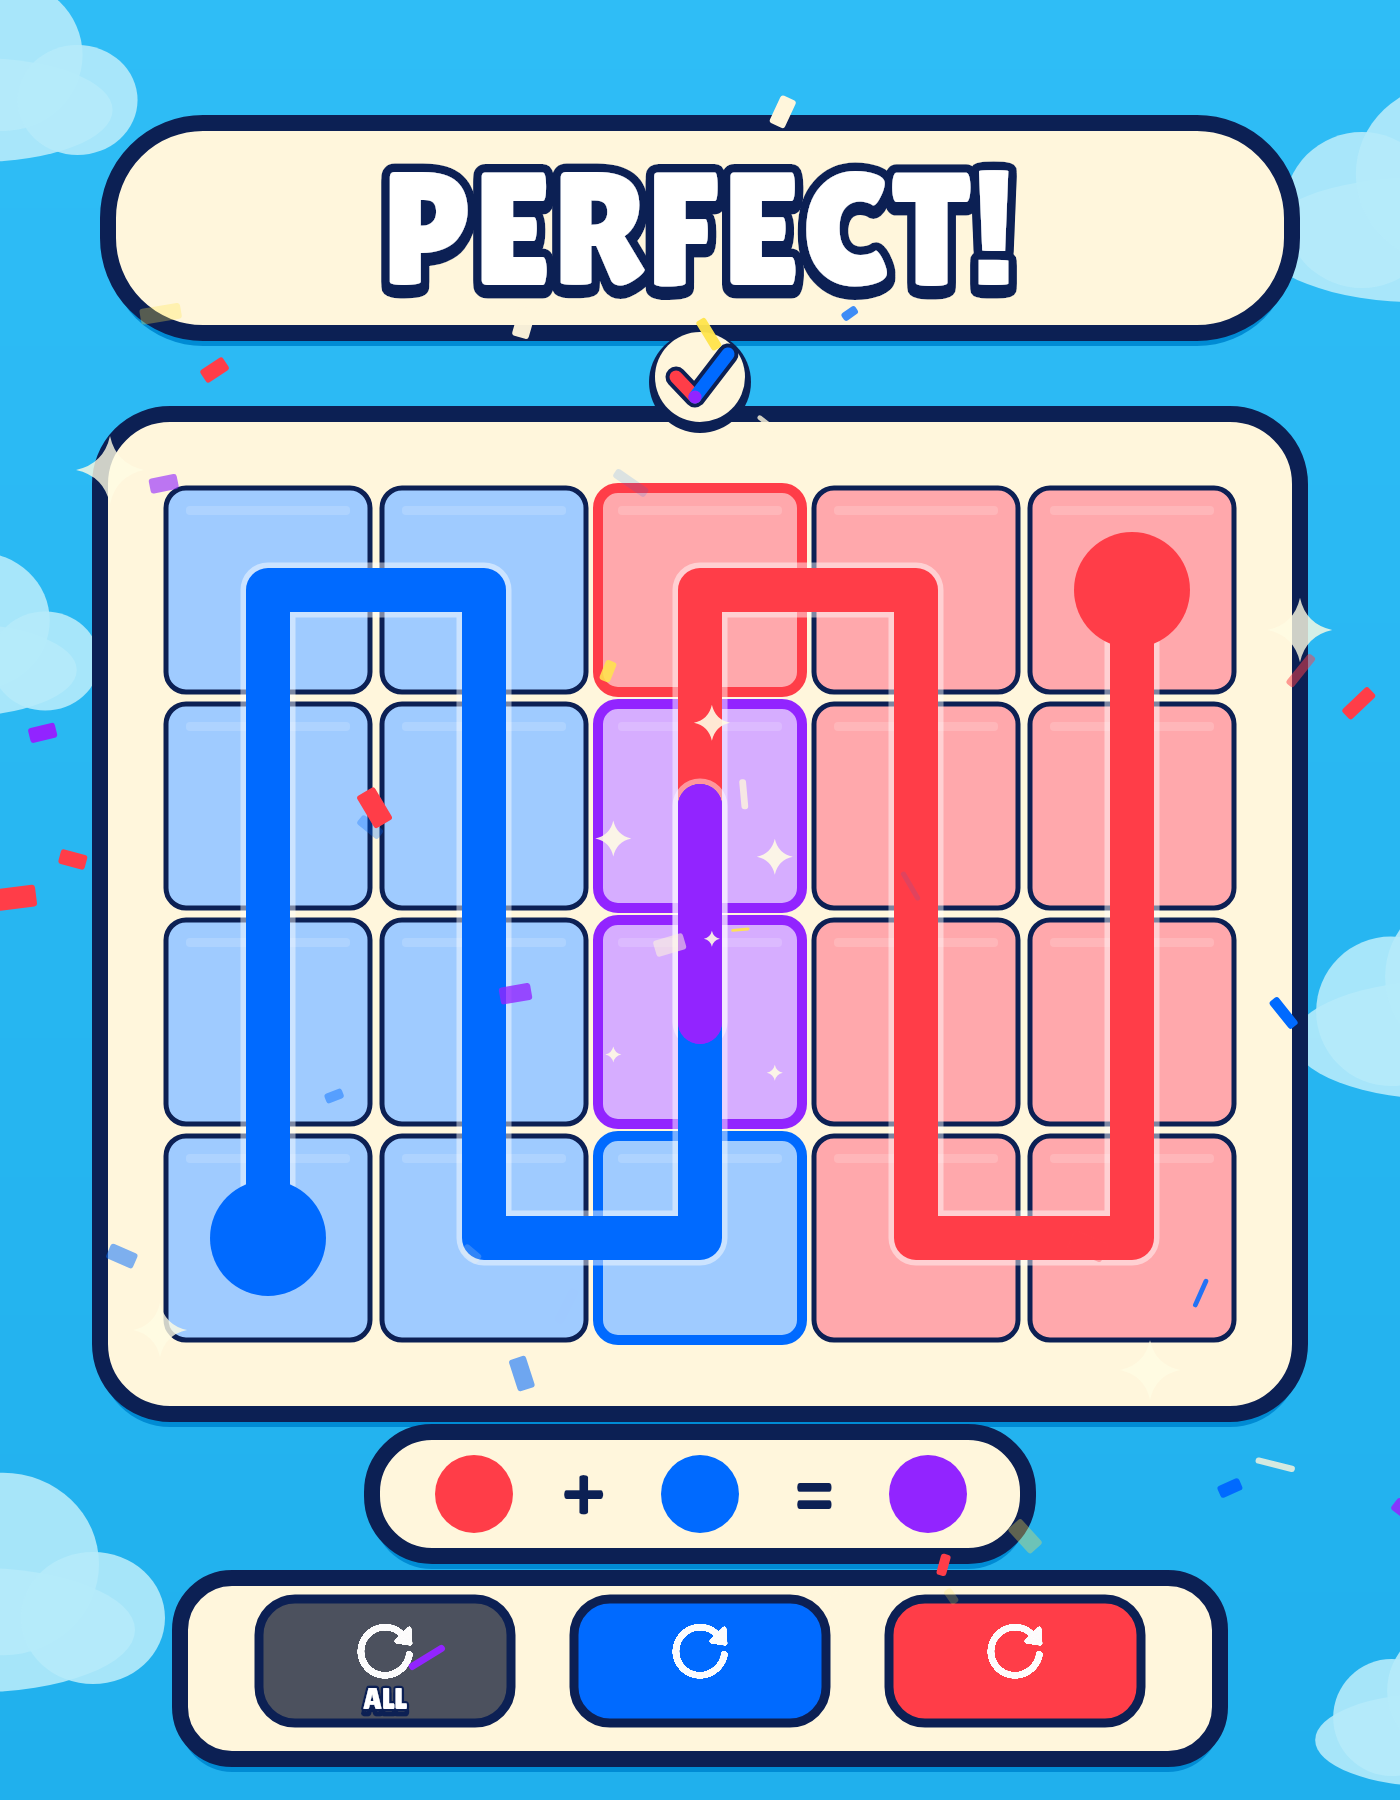 PERFECT!
+ =
ALL